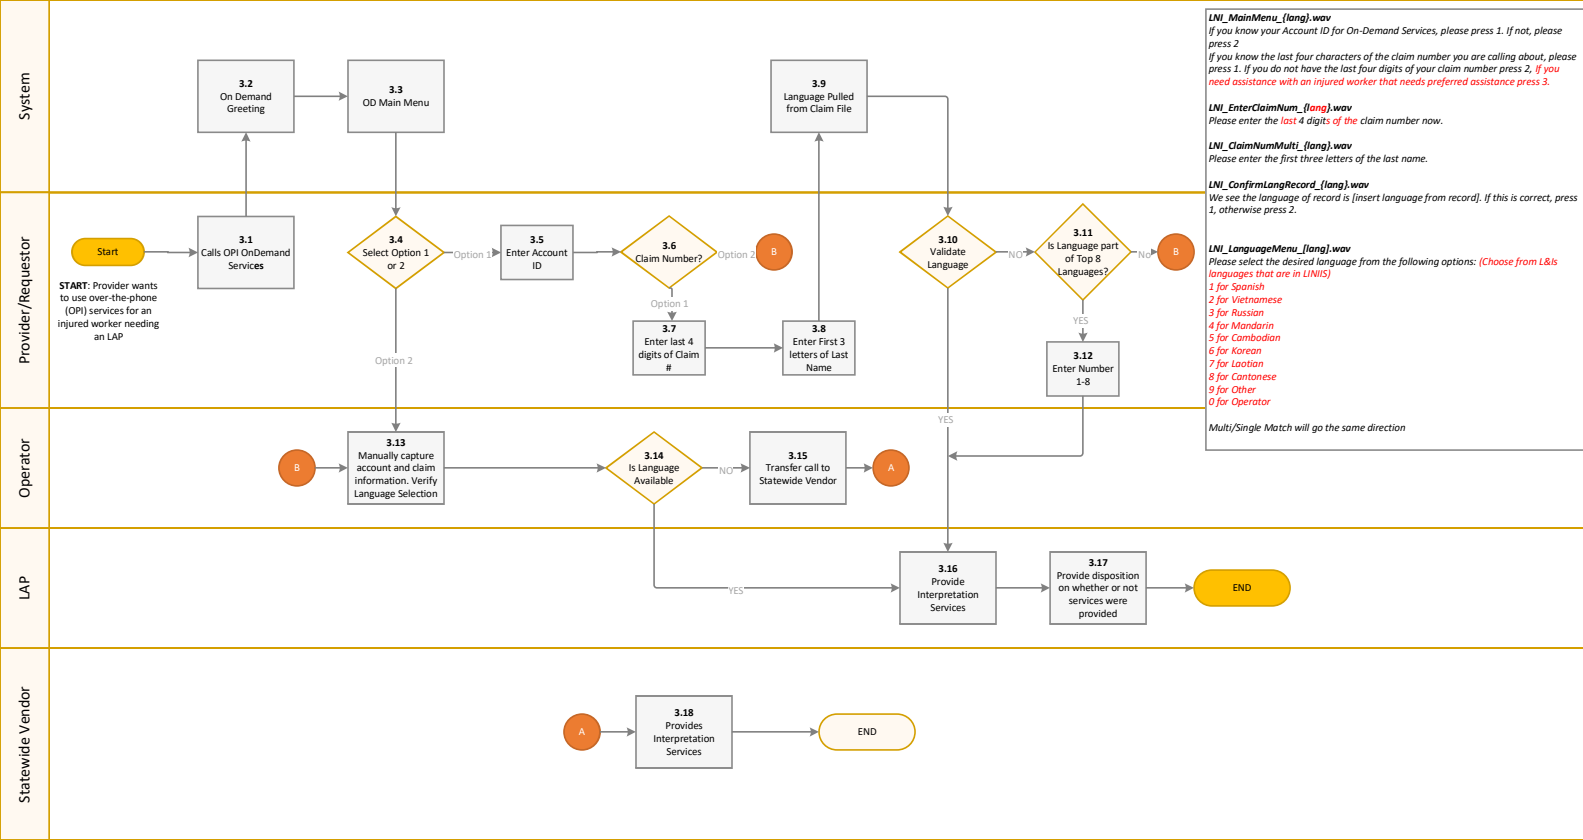 System
3.2
On Demand
Greeting
3.3
OD Main Menu
3.9
Language Pulled
from Claim File
Provider/Requestor
Start
START: Provider wants
to use over-the-phone
(OPI) services for an
injured worker needing
an LAP
3.1
Calls OPI OnDemand
Services
3.4
Select Option 1
or 2
Option 1
Option 2
3.5
Enter Account
ID
3.6
Claim Number?
Option 2
B
Option 1
3.7
Enter last 4
digits of Claim
#
3.8
Enter First 3
letters of Last
Name
3.10
Validate
Language
NO
YES
3.11
Is Language part
of Top 8
Languages?
No
B
YES
3.12
Enter Number
1-8
Operator
B
3.13
Manually capture
account and claim
information. Verify
Language Selection
3.14
Is Language
Available
NO
3.15
Transfer call to
Statewide Vendor
A
YES
LAP
3.16
Provide
Interpretation
Services
3.17
Provide disposition
on whether or not
services were
provided
END
Statewide Vendor
A
3.18
Provides
Interpretation
Services
END
LNI_MainMenu_{lang}.wav
If you know your Account ID for On-Demand Services, please press 1. If not, please
press 2
If you know the last four characters of the claim number you are calling about, please
press 1. If you do not have the last four digits of your claim number press 2, If you
need assistance with an injured worker that needs preferred assistance press 3.
LNI_EnterClaimNum_{lang}.wav
Please enter the last 4 digits of the claim number now.
LNI_ClaimNumMulti_{lang}.wav
Please enter the first three letters of the last name.
LNI_ConfirmLangRecord_{lang}.wav
We see the language of record is [insert language from record]. If this is correct, press
1, otherwise press 2.
LNI_LanguageMenu_[lang].wav
Please select the desired language from the following options: (Choose from L&Is
languages that are in LINIIS)
1 for Spanish
2 for Vietnamese
3 for Russian
4 for Mandarin
5 for Cambodian
6 for Korean
7 for Laotian
8 for Cantonese
9 for Other
0 for Operator
Multi/Single Match will go the same direction